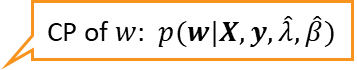 CP of w: p(w|X, y, λ̂, β̂)